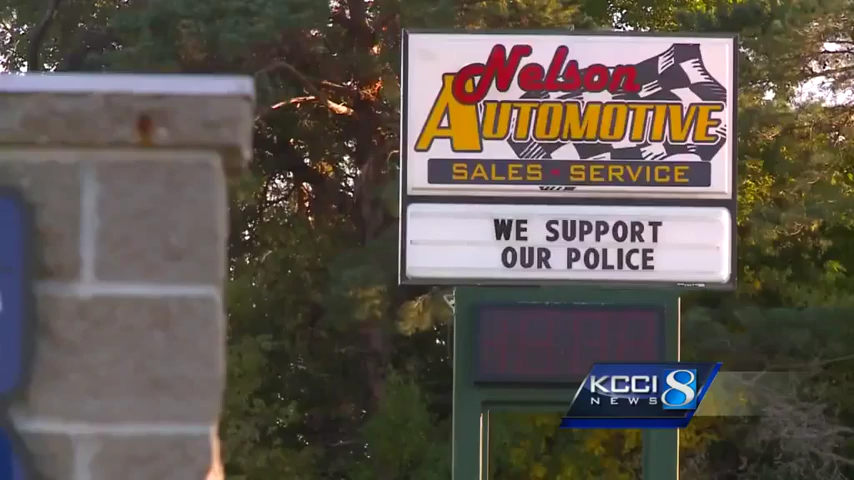 Nelson
AUTOMOTIVE
SALES • SERVICE
WE SUPPORT
OUR POLICE
KCCI 8
NEWS